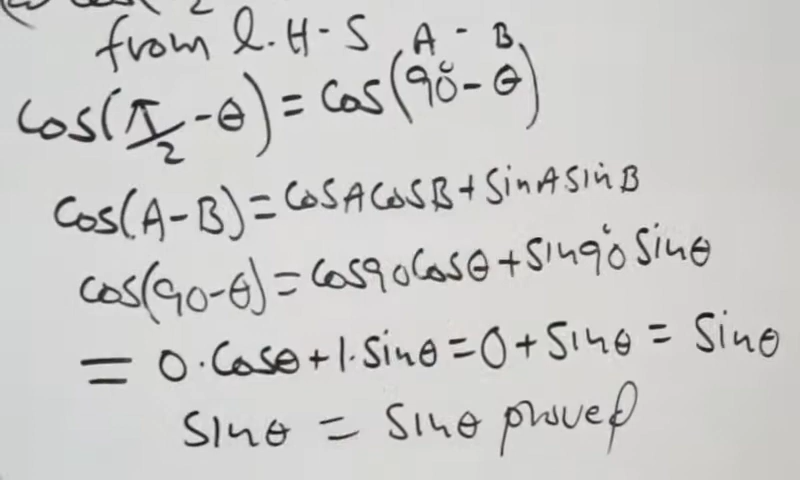 from L.H-S A - B
cos(π/2 - θ) = cos(90° - θ)
cos(A-B) = cosAcosB + sinAsinB
cos(90-θ) = cos90cosθ + sin90° sinθ
= 0.cosθ + 1.sinθ = 0 + sinθ = sinθ
sinθ = sinθ proved